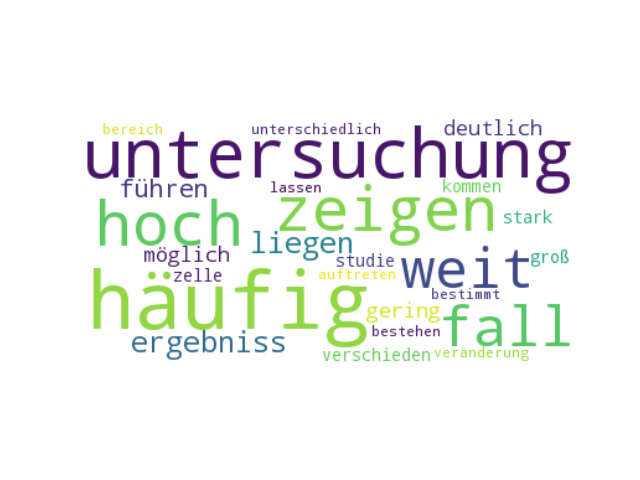 bereich unterschiedlich deutlich
untersuchung
führen lassen kommen
hoch zeigen stark
liegen
möglich studie weit groß
zelle auftreten
häufig bestimmt
gering fall
ergebniss bestehen
verschieden veränderung